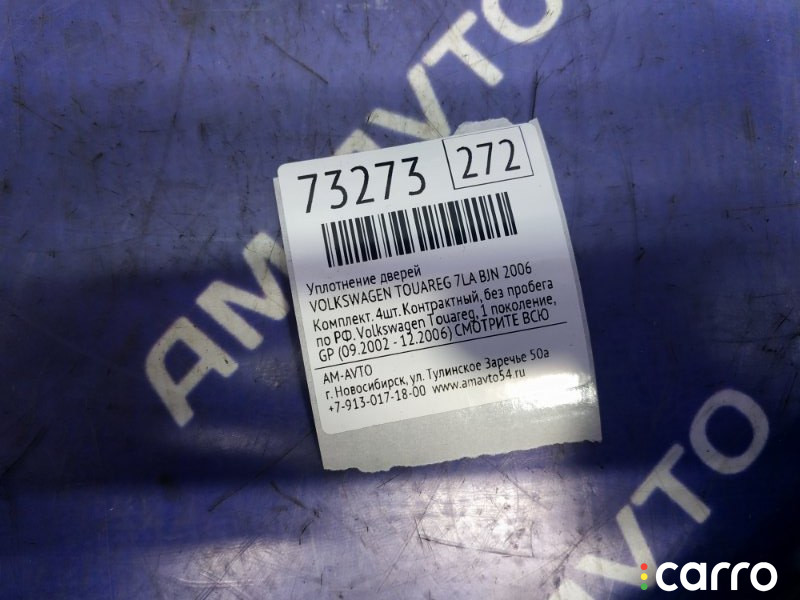 AM-AVTO
73273 272
Уплотнение дверей
VOLKSWAGEN TOUAREG 7LA BJN 2006
Комплект. 4шт. Контрактный, без пробега
по РФ. Volkswagen Touareg, 1 поколение,
GP (09.2002 - 12.2006) СМОТРИТЕ ВСЮ
AM-AVTO
г. Новосибирск, ул. Тулинское Заречье 50а
+7-913-017-18-00 www.amavto54.ru
AM-AVTO
carro